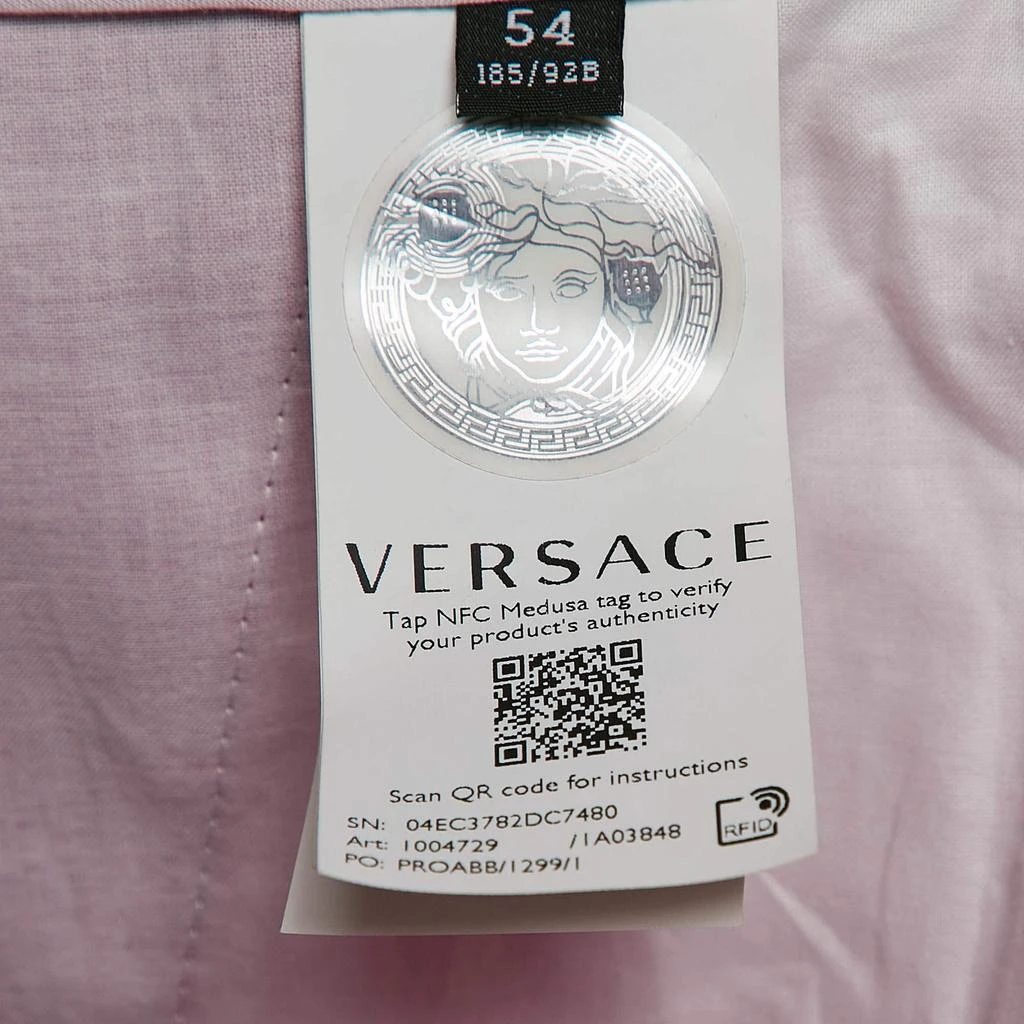 54
185/92B
VERSACE
Tap NFC Medusa tag to verify
your product's authenticity
Scan QR code for instructions
SN: 04EC3782DC7480
Art: 1004729 /1A03848
PO: PROABB/1299/1
RFID